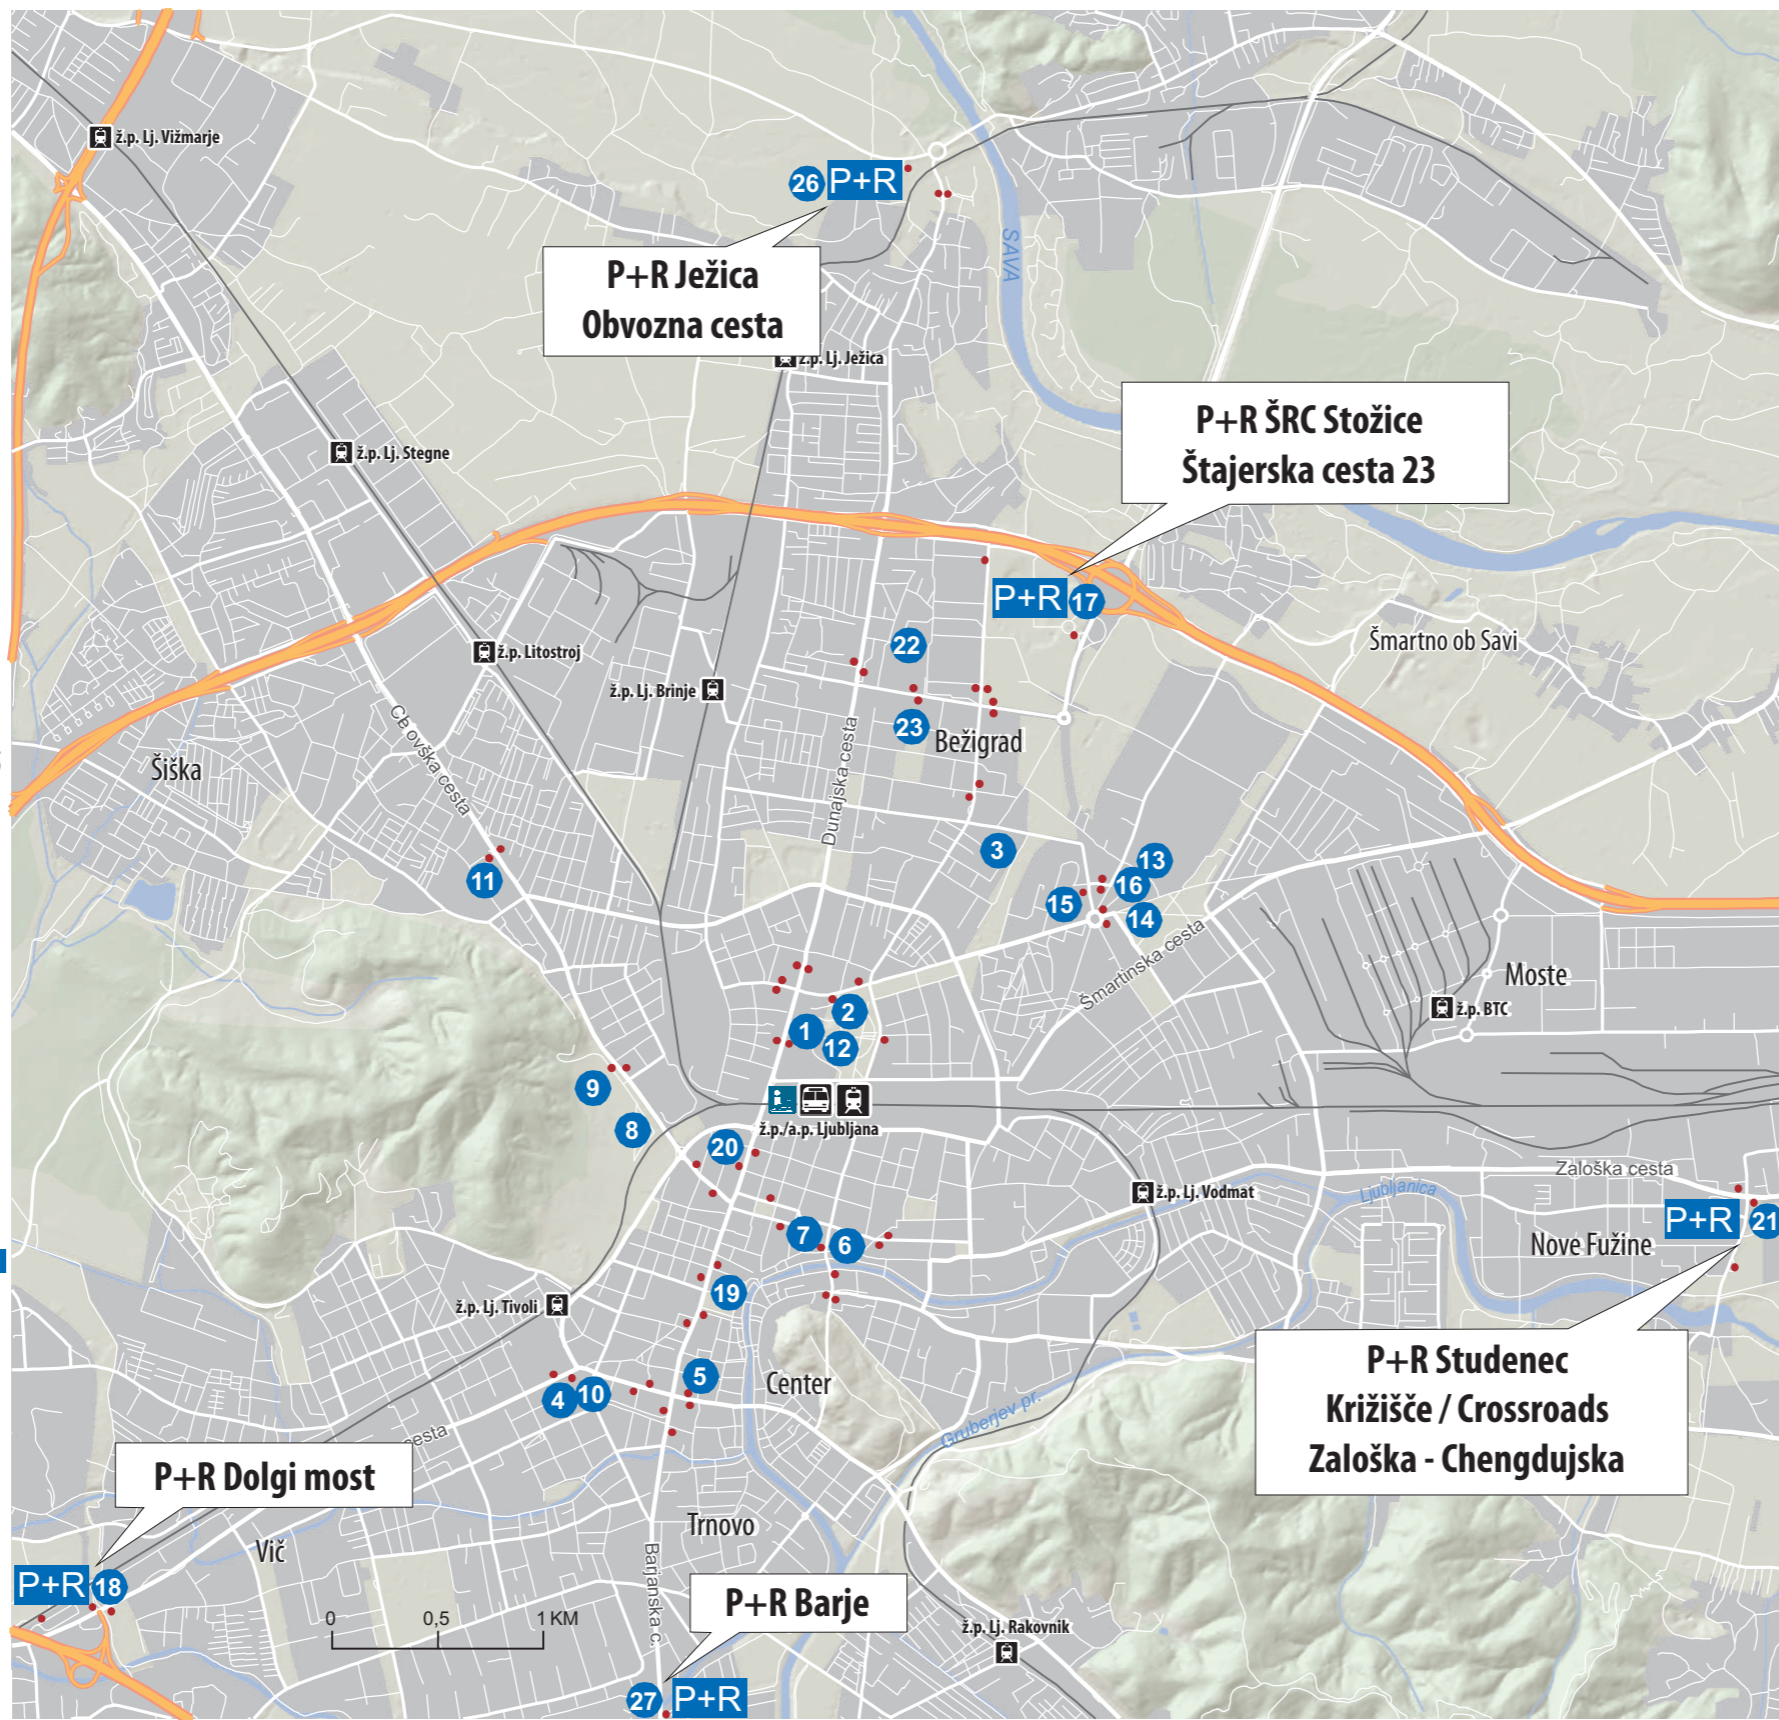 ž.p. Lj. Vižmarje
26 P+R
SAVA
P+R Ježica
Obvozna cesta
ž.p. Lj. Ježica
P+R ŠRC Stožice
Štajerska cesta 23
ž.p. Lj. Stegne
P+R 17
Šmartno ob Savi
22
ž.p. Litostroj
ž.p. Lj. Brinje
23
Bežigrad
Šiška
ovška cesta
Dunajska cesta
3
13
16
11
15
14
Šmartinska cesta
Moste
ž.p. BTC
2
1
12
9
8
ž.p./a.p. Ljubljana
20
Zaloška cesta
ž.p. Lj. Vodmat
Ljubljanica
P+R 21
7
6
Nove Fužine
19
ž.p. Lj. Tivoli
5
Center
4
10
Gruberjev pr.
P+R Studenec
Križišče / Crossroads
Zaloška - Chengdujska
cesta
P+R Dolgi most
Trnovo
Vič
Barjanska c.
P+R 18
P+R Barje
0 0,5 1 KM
ž.p. Lj. Rakovnik
27 P+R